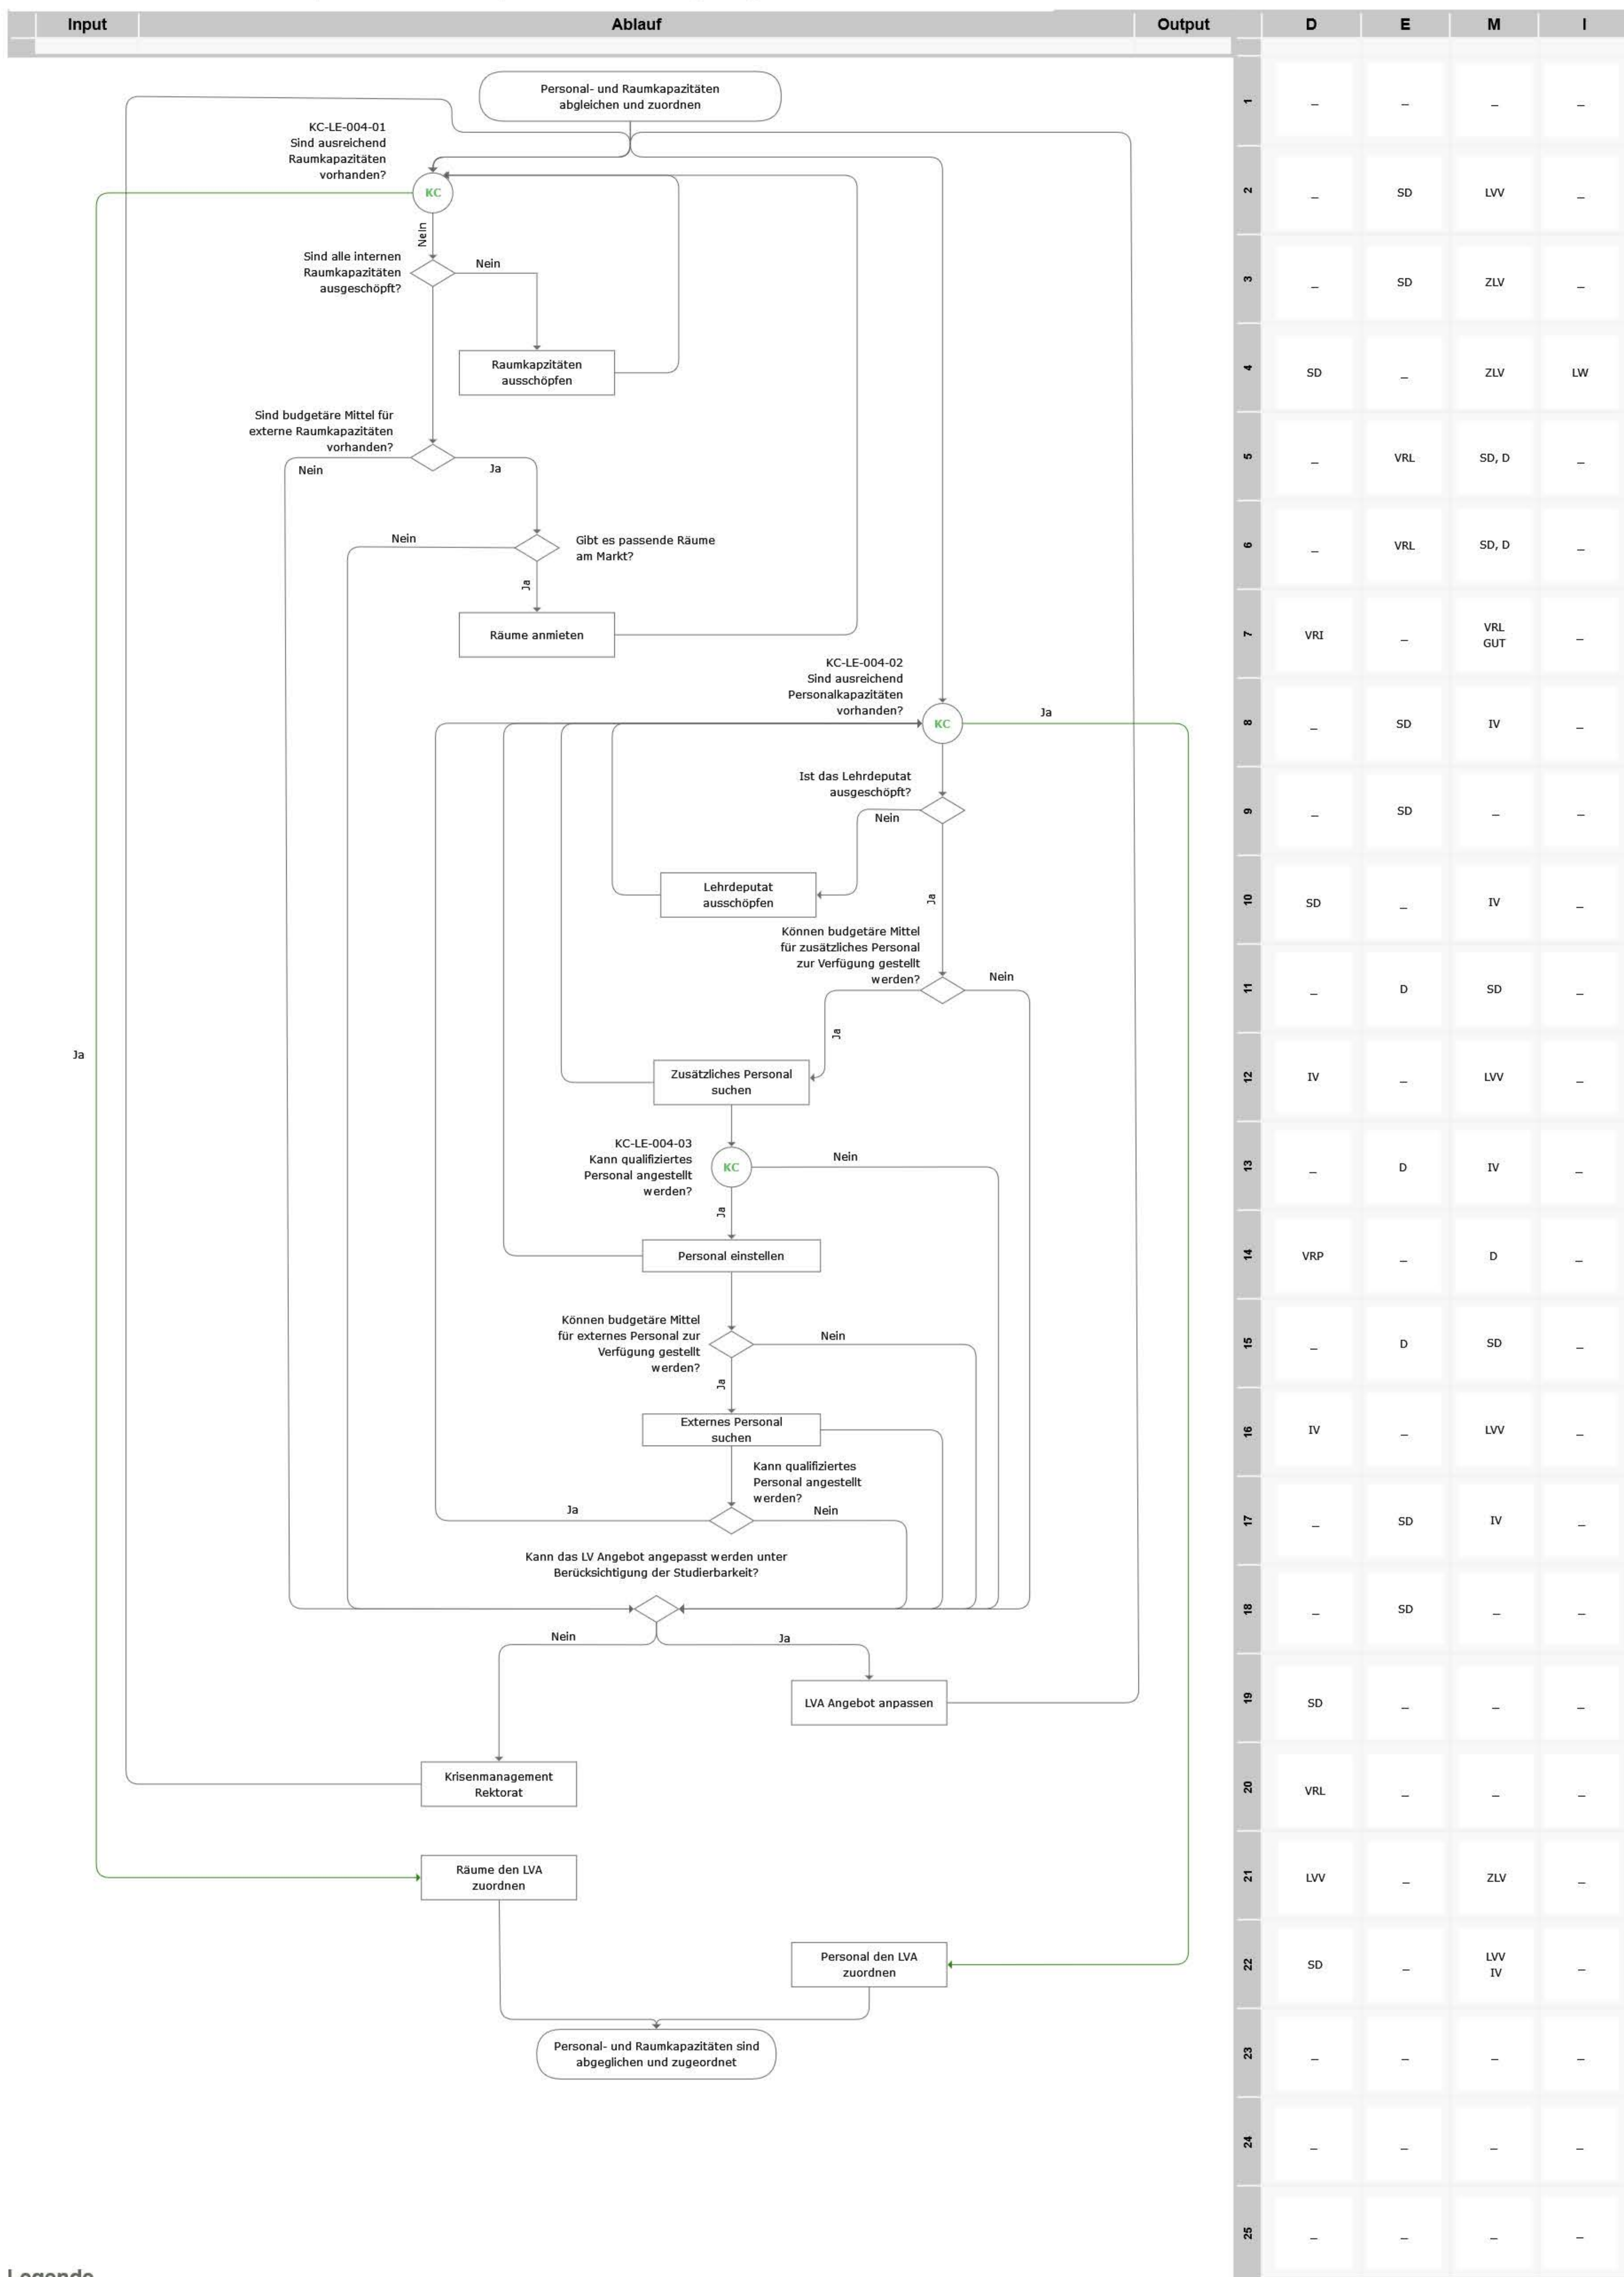 Input
Ablauf
Output
D
E
M
I
Personal- und Raumkapazitäten
abgleichen und zuordnen
1
_
_
_
_
KC-LE-004-01
Sind ausreichend
Raumkapazitäten
vorhanden?
KC
Nein
2
_
SD
LVV
_
Sind alle internen
Raumkapazitäten
ausgeschöpft?
Nein
3
_
SD
ZLV
_
Raumkapzitäten
ausschöpfen
4
SD
_
ZLV
LW
Sind budgetäre Mittel für
externe Raumkapazitäten
vorhanden?
Nein
Ja
5
_
VRL
SD, D
_
Nein
Gibt es passende Räume
am Markt?
Ja
6
_
VRL
SD, D
_
Räume anmieten
7
VRI
_
VRL
GUT
_
KC-LE-004-02
Sind ausreichend
Personalkapazitäten
vorhanden?
KC
Ja
8
_
SD
IV
_
Ist das Lehrdeputat
ausgeschöpft?
Nein
9
_
SD
_
_
Lehrdeputat
ausschöpfen
Ja
10
SD
_
IV
_
Können budgetäre Mittel
für zusätzliches Personal
zur Verfügung gestellt
werden?
Nein
Ja
11
_
D
SD
_
Ja
Zusätzliches Personal
suchen
12
IV
_
LVV
_
KC-LE-004-03
Kann qualifiziertes
Personal angestellt
werden?
KC
Nein
Ja
13
_
D
IV
_
Personal einstellen
14
VRP
_
D
_
Können budgetäre Mittel
für externes Personal zur
Verfügung gestellt
werden?
Nein
Ja
15
_
D
SD
_
Externes Personal
suchen
16
IV
_
LVV
_
Kann qualifiziertes
Personal angestellt
werden?
Ja
Nein
17
_
SD
IV
_
Kann das LV Angebot angepasst werden unter
Berücksichtigung der Studierbarkeit?
Nein
Ja
18
_
SD
_
_
LVA Angebot anpassen
19
SD
_
_
_
Krisenmanagement
Rektorat
20
VRL
_
_
_
Räume den LVA
zuordnen
21
LVV
_
ZLV
_
Personal den LVA
zuordnen
22
SD
_
LVV
IV
_
Personal- und Raumkapazitäten sind
abgeglichen und zugeordnet
23
_
_
_
_
24
_
_
_
_
25
_
_
_
_
Legende